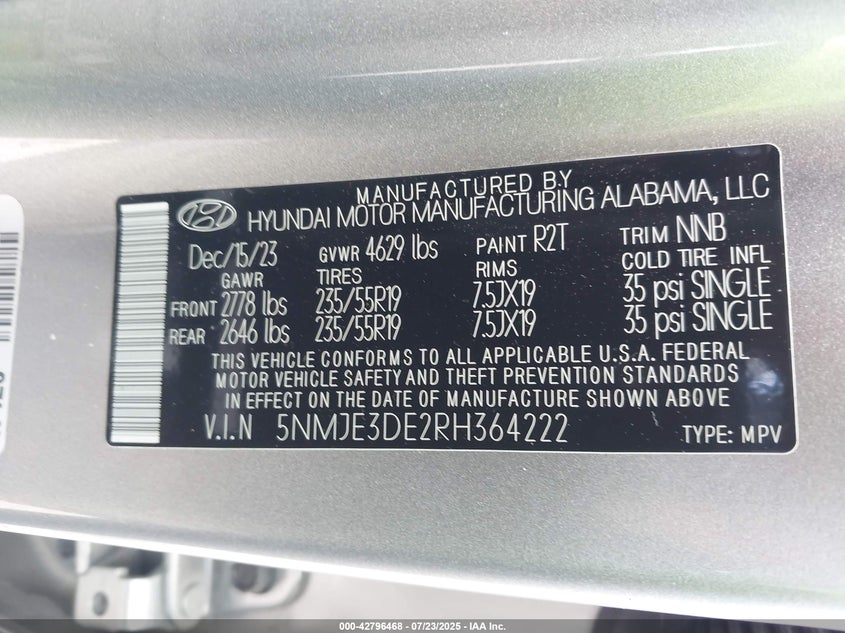 MANUFACTURED BY
HYUNDAI MOTOR MANUFACTURING ALABAMA, LLC
Dec/15/23 GVWR 4629 lbs PAINT R2T TRIM NNB
GAWR TIRES RIMS COLD TIRE INFL
FRONT 2778 lbs 235/55R19 7.5JX19 35 psi SINGLE
REAR 2646 lbs 235/55R19 7.5JX19 35 psi SINGLE
THIS VEHICLE CONFORMS TO ALL APPLICABLE U.S.A. FEDERAL
MOTOR VEHICLE SAFETY AND THEFT PREVENTION STANDARDS
IN EFFECT ON THE DATE OF MANUFACTURE SHOWN ABOVE
V.I.N 5NMJE3DE2RH364222 TYPE: MPV
000-42796468 - 07/23/2025 - IAA Inc.